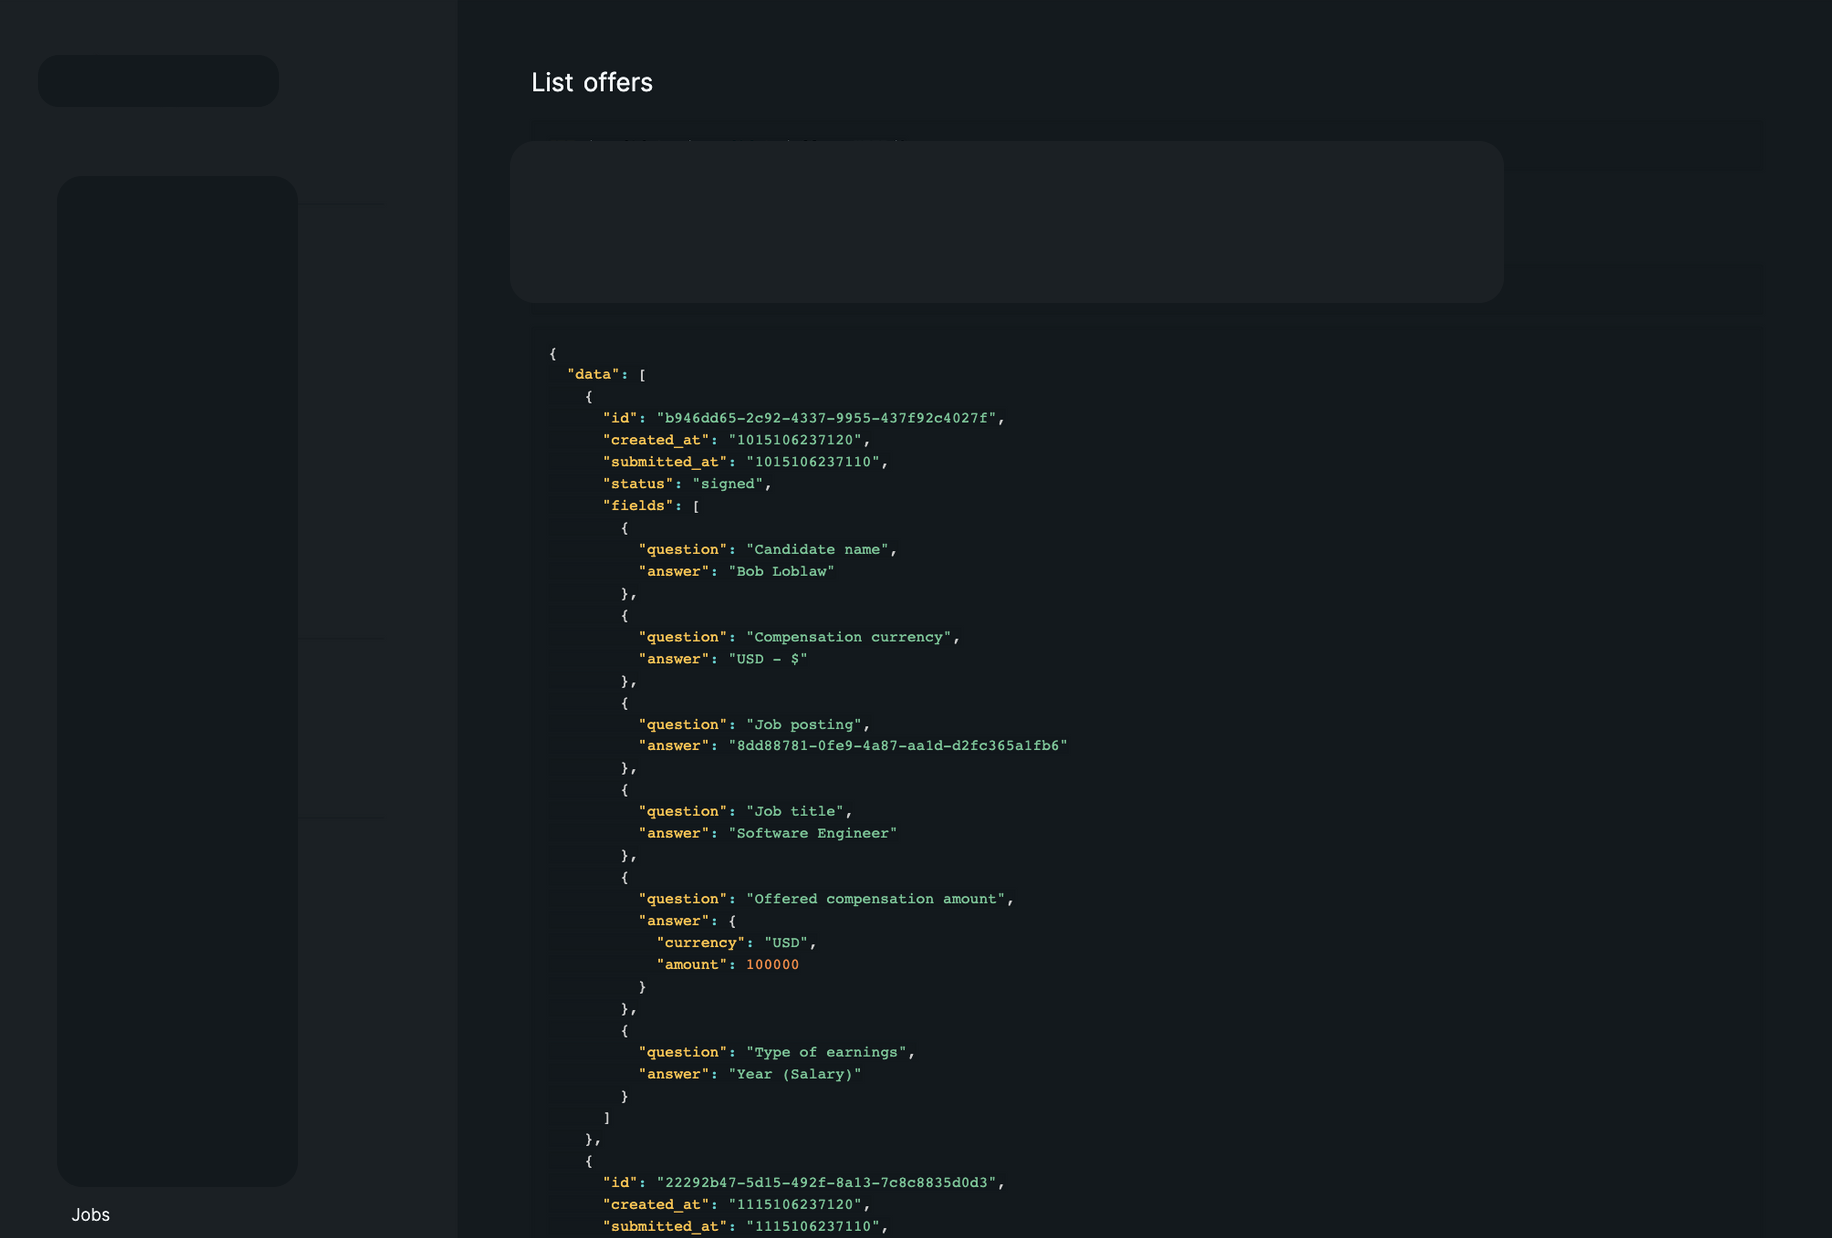 List offers
{
"data": [
{
"id": "b946dd65-2c92-4337-9955-437f92c4027f",
"created_at": "1015106237120",
"submitted_at": "1015106237110",
"status": "signed",
"fields": [
{
"question": "Candidate name",
"answer": "Bob Loblaw"
},
{
"question": "Compensation currency",
"answer": "USD - $"
},
{
"question": "Job posting",
"answer": "8dd88781-0fe9-4a87-aa1d-d2fc365a1fb6"
},
{
"question": "Job title",
"answer": "Software Engineer"
},
{
"question": "Offered compensation amount",
"answer": {
"currency": "USD",
"amount": 100000
}
},
{
"question": "Type of earnings",
"answer": "Year (Salary)"
}
]
},
{
"id": "22292b47-5d15-492f-8a13-7c8c8835d0d3",
"created_at": "1115106237120",
"submitted_at": "1115106237110",
Jobs